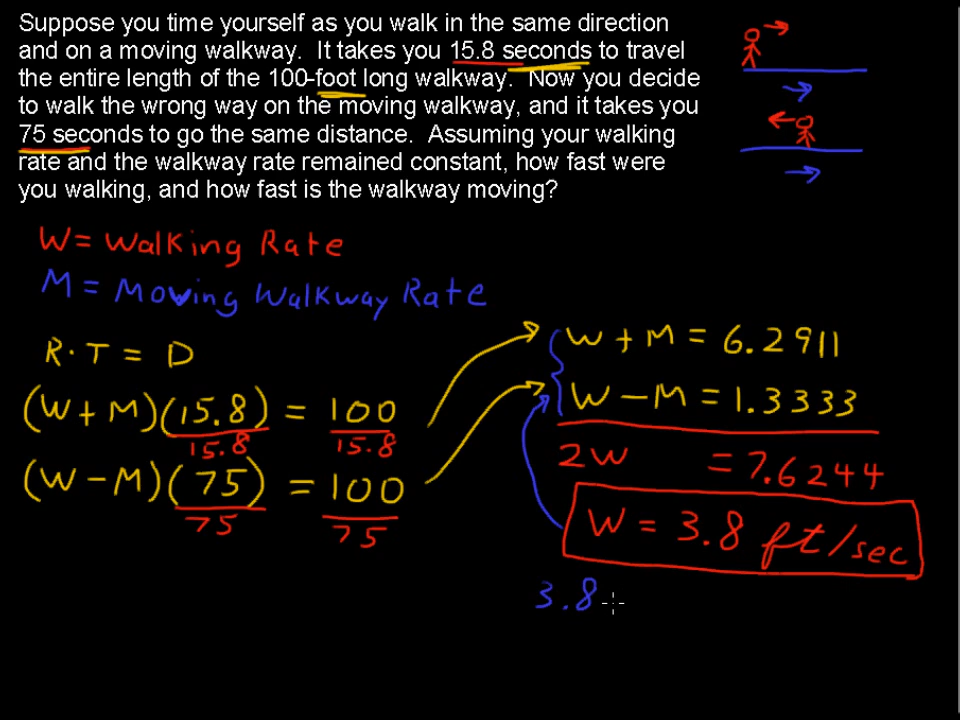 Suppose you time yourself as you walk in the same direction
and on a moving walkway. It takes you 15.8 seconds to travel
the entire length of the 100-foot long walkway. Now you decide
to walk the wrong way on the moving walkway, and it takes you
75 seconds to go the same distance. Assuming your walking
rate and the walkway rate remained constant, how fast were
you walking, and how fast is the walkway moving?
W = Walking Rate
M = Moving Walkway Rate
R · T = D
(W + M)(15.8) = 100
15.8 15.8
(W − M)(75) = 100
75 75
W + M = 6.2911
W − M = 1.3333
2W = 7.6244
W = 3.8 ft/sec
3.8